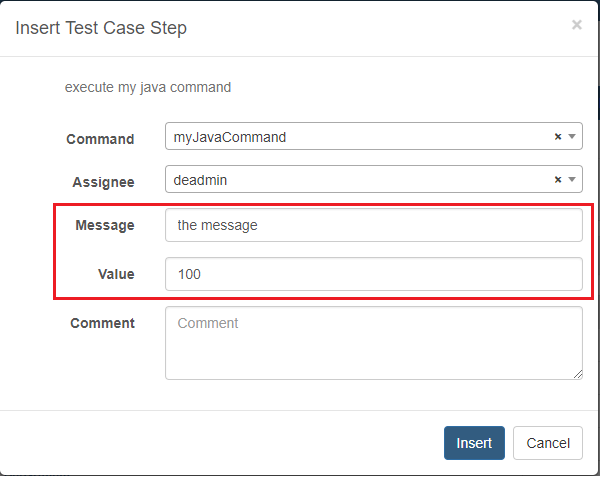 Insert Test Case Step ×
execute my java command
Command myJavaCommand ×
Assignee deadmin ×
Message the message
Value 100
Comment Comment
Insert Cancel